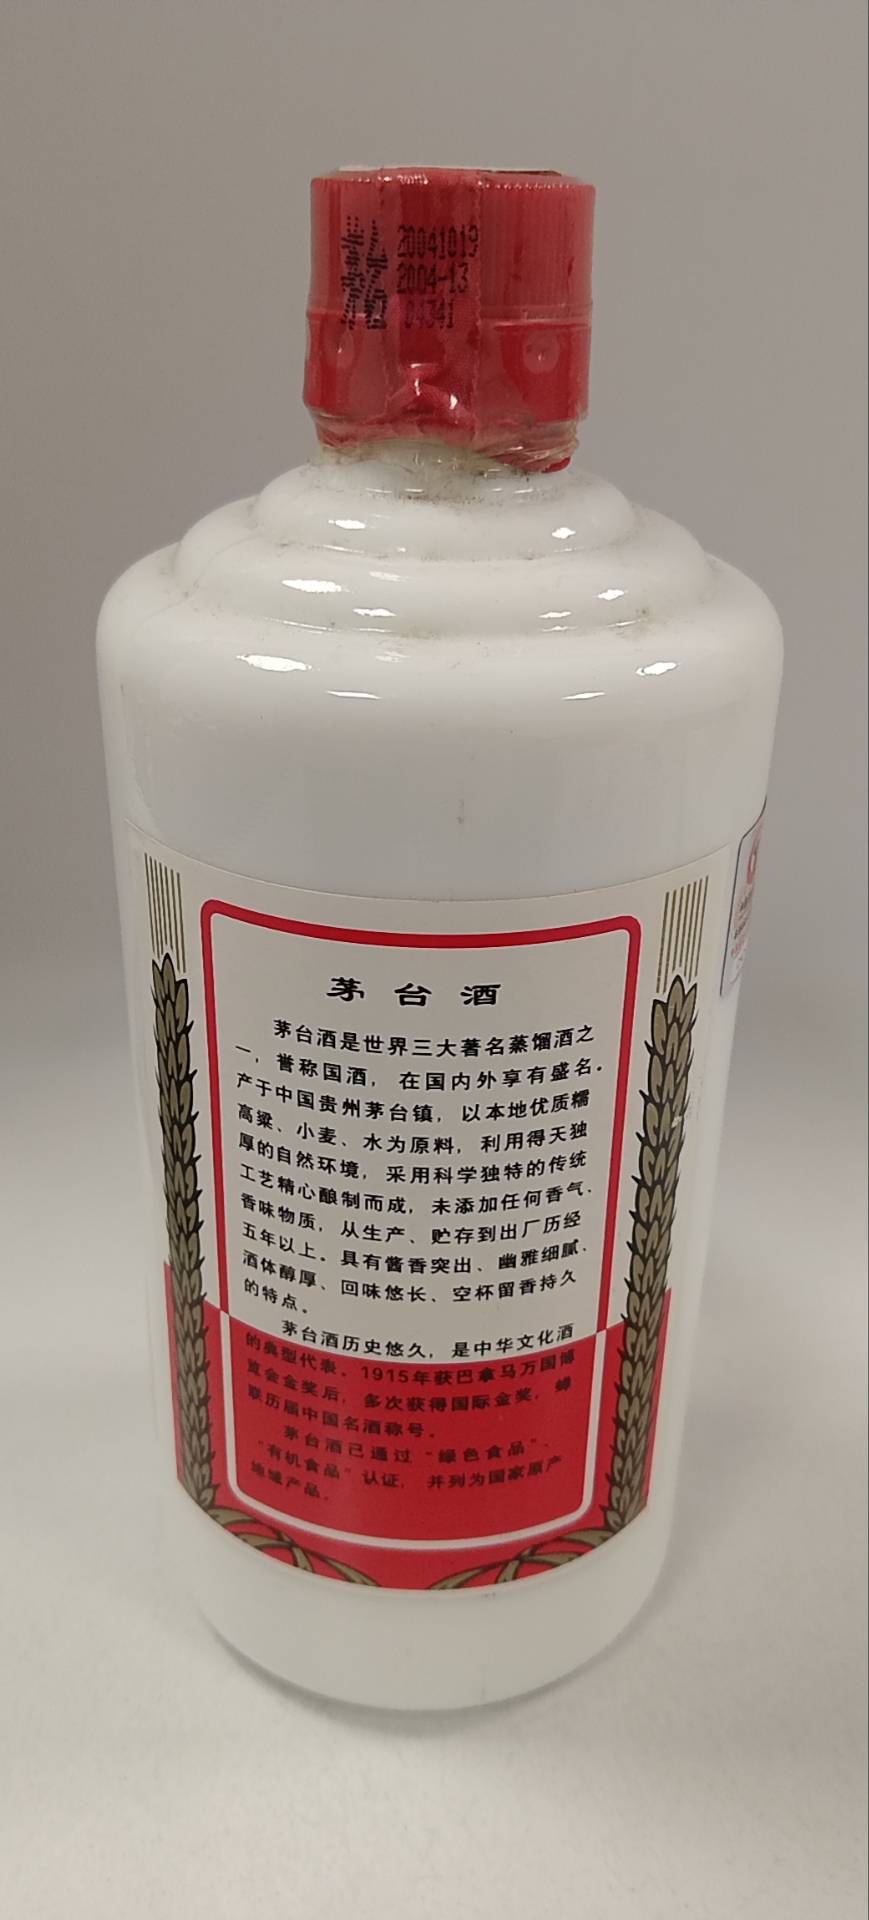 20041019
2004-13
04341
茅台酒
茅台酒是世界三大著名蒸馏酒之
一，誉称国酒，在国内外享有盛名。
产于中国贵州茅台镇，以本地优质糯
高粱、小麦、水为原料，利用得天独
厚的自然环境，采用科学独特的传统
工艺精心酿制而成，未添加任何香气、
香味物质，从生产、贮存到出厂历经
五年以上。具有酱香突出、幽雅细腻、
酒体醇厚、回味悠长、空杯留香持久
的特点。
茅台酒历史悠久，是中华文化酒
的典型代表。1915年获巴拿马万国博
览会金奖后，多次获得国际金奖，蝉
联历届中国名酒称号。
茅台酒已通过“绿色食品”、
“有机食品”认证，并列为国家原产
地域产品。